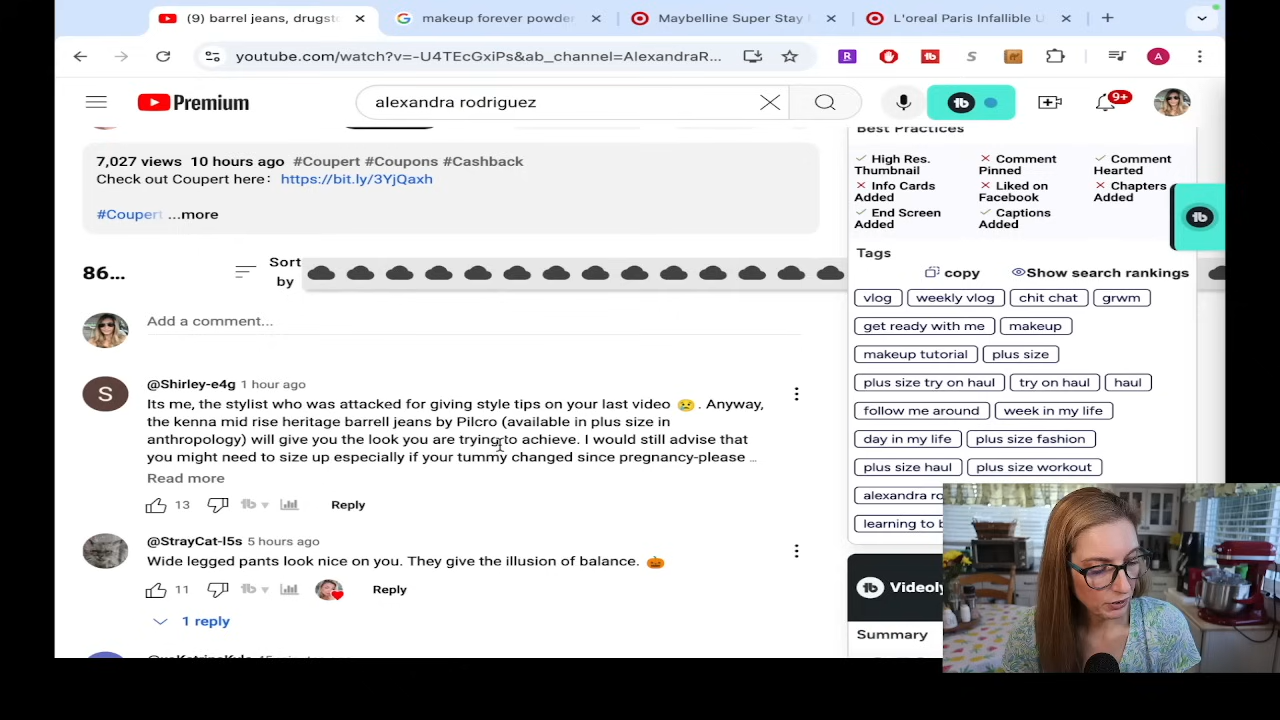 (9) barrel jeans, drugst
makeup forever powder
Maybelline Super Stay
L'oreal Paris Infallible
youtube.com/watch?v=-U4TEcGxiPs&ab_channel=AlexandraR...
Premium
alexandra rodriguez
9+
7,027 views 10 hours ago #Coupert #Coupons #Cashback
Check out Coupert here: https://bit.ly/3YjQaxh
#Coupert ...more
86...
Sort
by
Add a comment...
@Shirley-e4g 1 hour ago
Its me, the stylist who was attacked for giving style tips on your last video 😢. Anyway,
the kenna mid rise heritage barrell jeans by Pilcro (available in plus size in
anthropology) will give you the look you are trying to achieve. I would still advise that
you might need to size up especially if your tummy changed since pregnancy-please ...
Read more
13
Reply
@StrayCat-l5s 5 hours ago
Wide legged pants look nice on you. They give the illusion of balance. 🎃
11
Reply
1 reply
Best Practices
High Res. Thumbnail
Comment Pinned
Comment Hearted
Info Cards Added
Liked on Facebook
Chapters Added
End Screen Added
Captions Added
Tags
copy
Show search rankings
vlog
weekly vlog
chit chat
grwm
get ready with me
makeup
makeup tutorial
plus size
plus size try on haul
try on haul
haul
follow me around
week in my life
day in my life
plus size fashion
plus size haul
plus size workout
alexandra ro
learning to b
Videoly
Summary